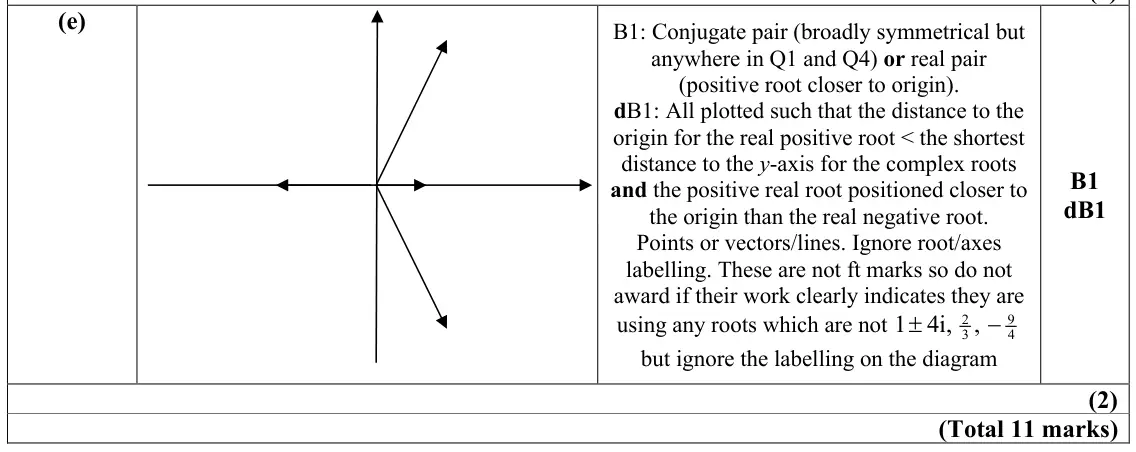 (e)
B1: Conjugate pair (broadly symmetrical but
anywhere in Q1 and Q4) or real pair
(positive root closer to origin).
dB1: All plotted such that the distance to the
origin for the real positive root < the shortest
distance to the y-axis for the complex roots
and the positive real root positioned closer to
the origin than the real negative root.
Points or vectors/lines. Ignore root/axes
labelling. These are not ft marks so do not
award if their work clearly indicates they are
using any roots which are not 1 ± 4i, 2/3, − 9/4
but ignore the labelling on the diagram
B1
dB1
(2)
(Total 11 marks)